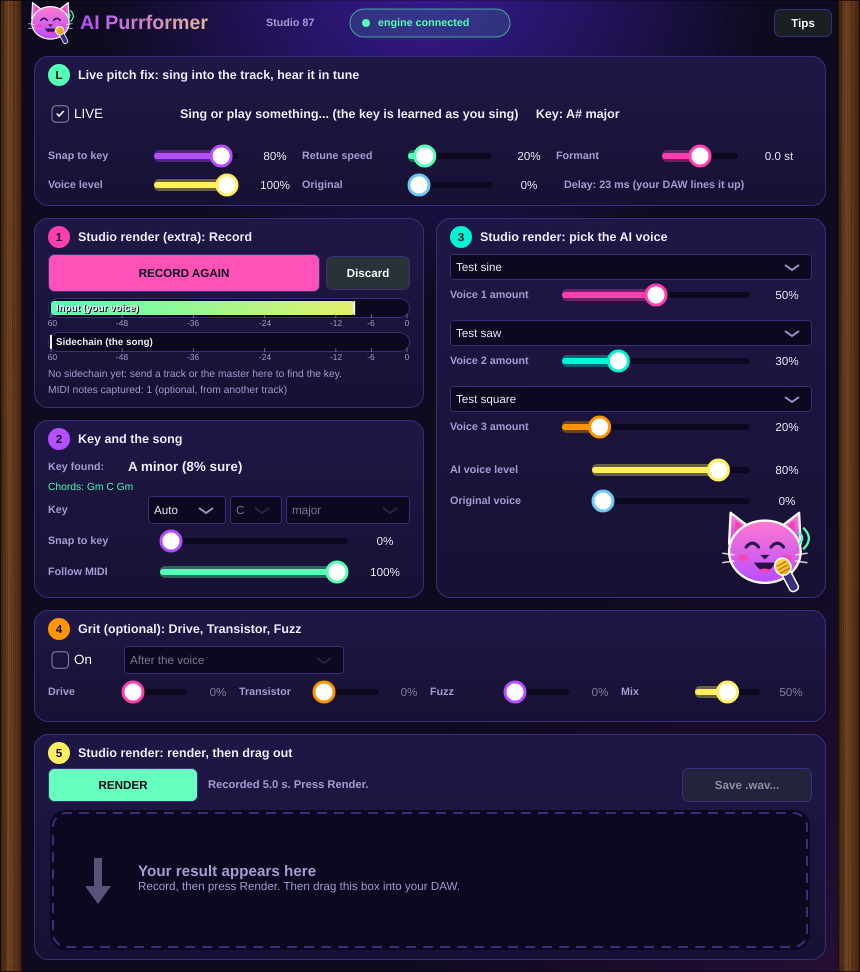 AI Purrformer
Studio 87
engine connected
Tips
L
Live pitch fix: sing into the track, hear it in tune
LIVE
Sing or play something... (the key is learned as you sing)
Key: A# major
Snap to key
80%
Retune speed
20%
Formant
0.0 st
Voice level
100%
Original
0%
Delay: 23 ms (your DAW lines it up)
1
Studio render (extra): Record
RECORD AGAIN
Discard
Input (your voice)
60 -48 -36 -24 -12 -6 0
Sidechain (the song)
60 -48 -36 -24 -12 -6 0
No sidechain yet: send a track or the master here to find the key.
MIDI notes captured: 1 (optional, from another track)
2
Key and the song
Key found:
A minor (8% sure)
Chords: Gm C Gm
Key
Auto
C
major
Snap to key
0%
Follow MIDI
100%
3
Studio render: pick the AI voice
Test sine
Voice 1 amount
50%
Test saw
Voice 2 amount
30%
Test square
Voice 3 amount
20%
AI voice level
80%
Original voice
0%
4
Grit (optional): Drive, Transistor, Fuzz
On
After the voice
Drive
0%
Transistor
0%
Fuzz
0%
Mix
50%
5
Studio render: render, then drag out
RENDER
Recorded 5.0 s. Press Render.
Save .wav...
Your result appears here
Record, then press Render. Then drag this box into your DAW.